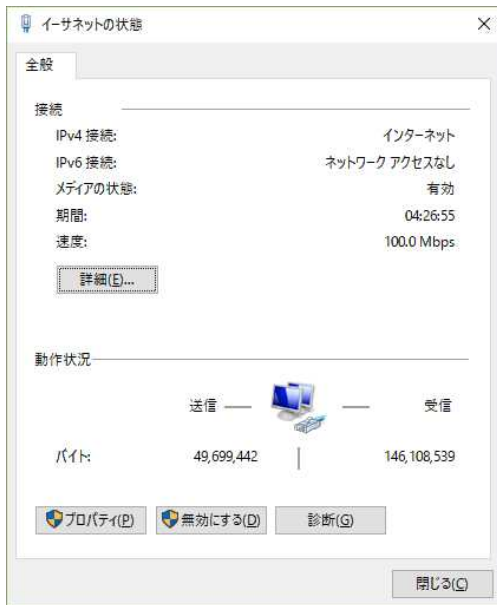 イーサネットの状態
全般
接続
IPv4 接続: インターネット
IPv6 接続: ネットワーク アクセスなし
メディアの状態: 有効
期間: 04:26:55
速度: 100.0 Mbps
詳細(E)...
動作状況
送信 受信
バイト: 49,699,442 146,108,539
プロパティ(P) 無効にする(D) 診断(G)
閉じる(C)